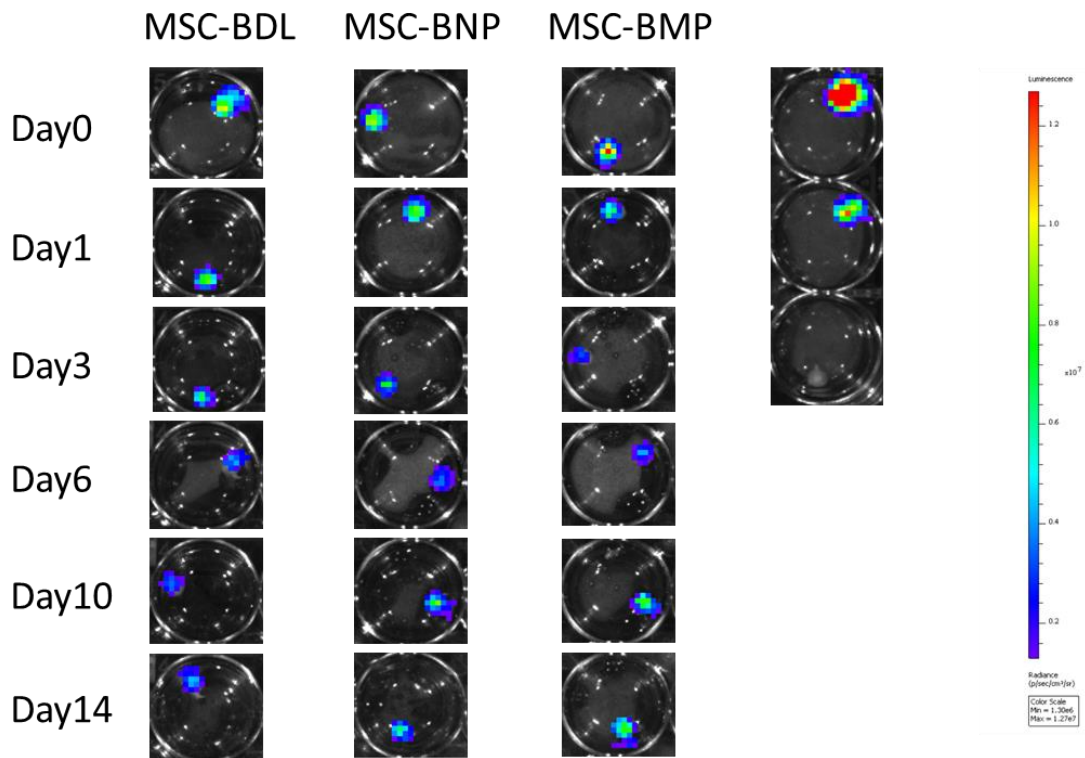 MSC-BDL MSC-BNP MSC-BMP
Day0
Day1
Day3
Day6
Day10
Day14
Luminescence
1.2
1.0
0.8
x10⁷
0.6
0.4
0.2
Radiance
(p/sec/cm²/sr)
Color Scale
Min = 1.30e6
Max = 1.27e7